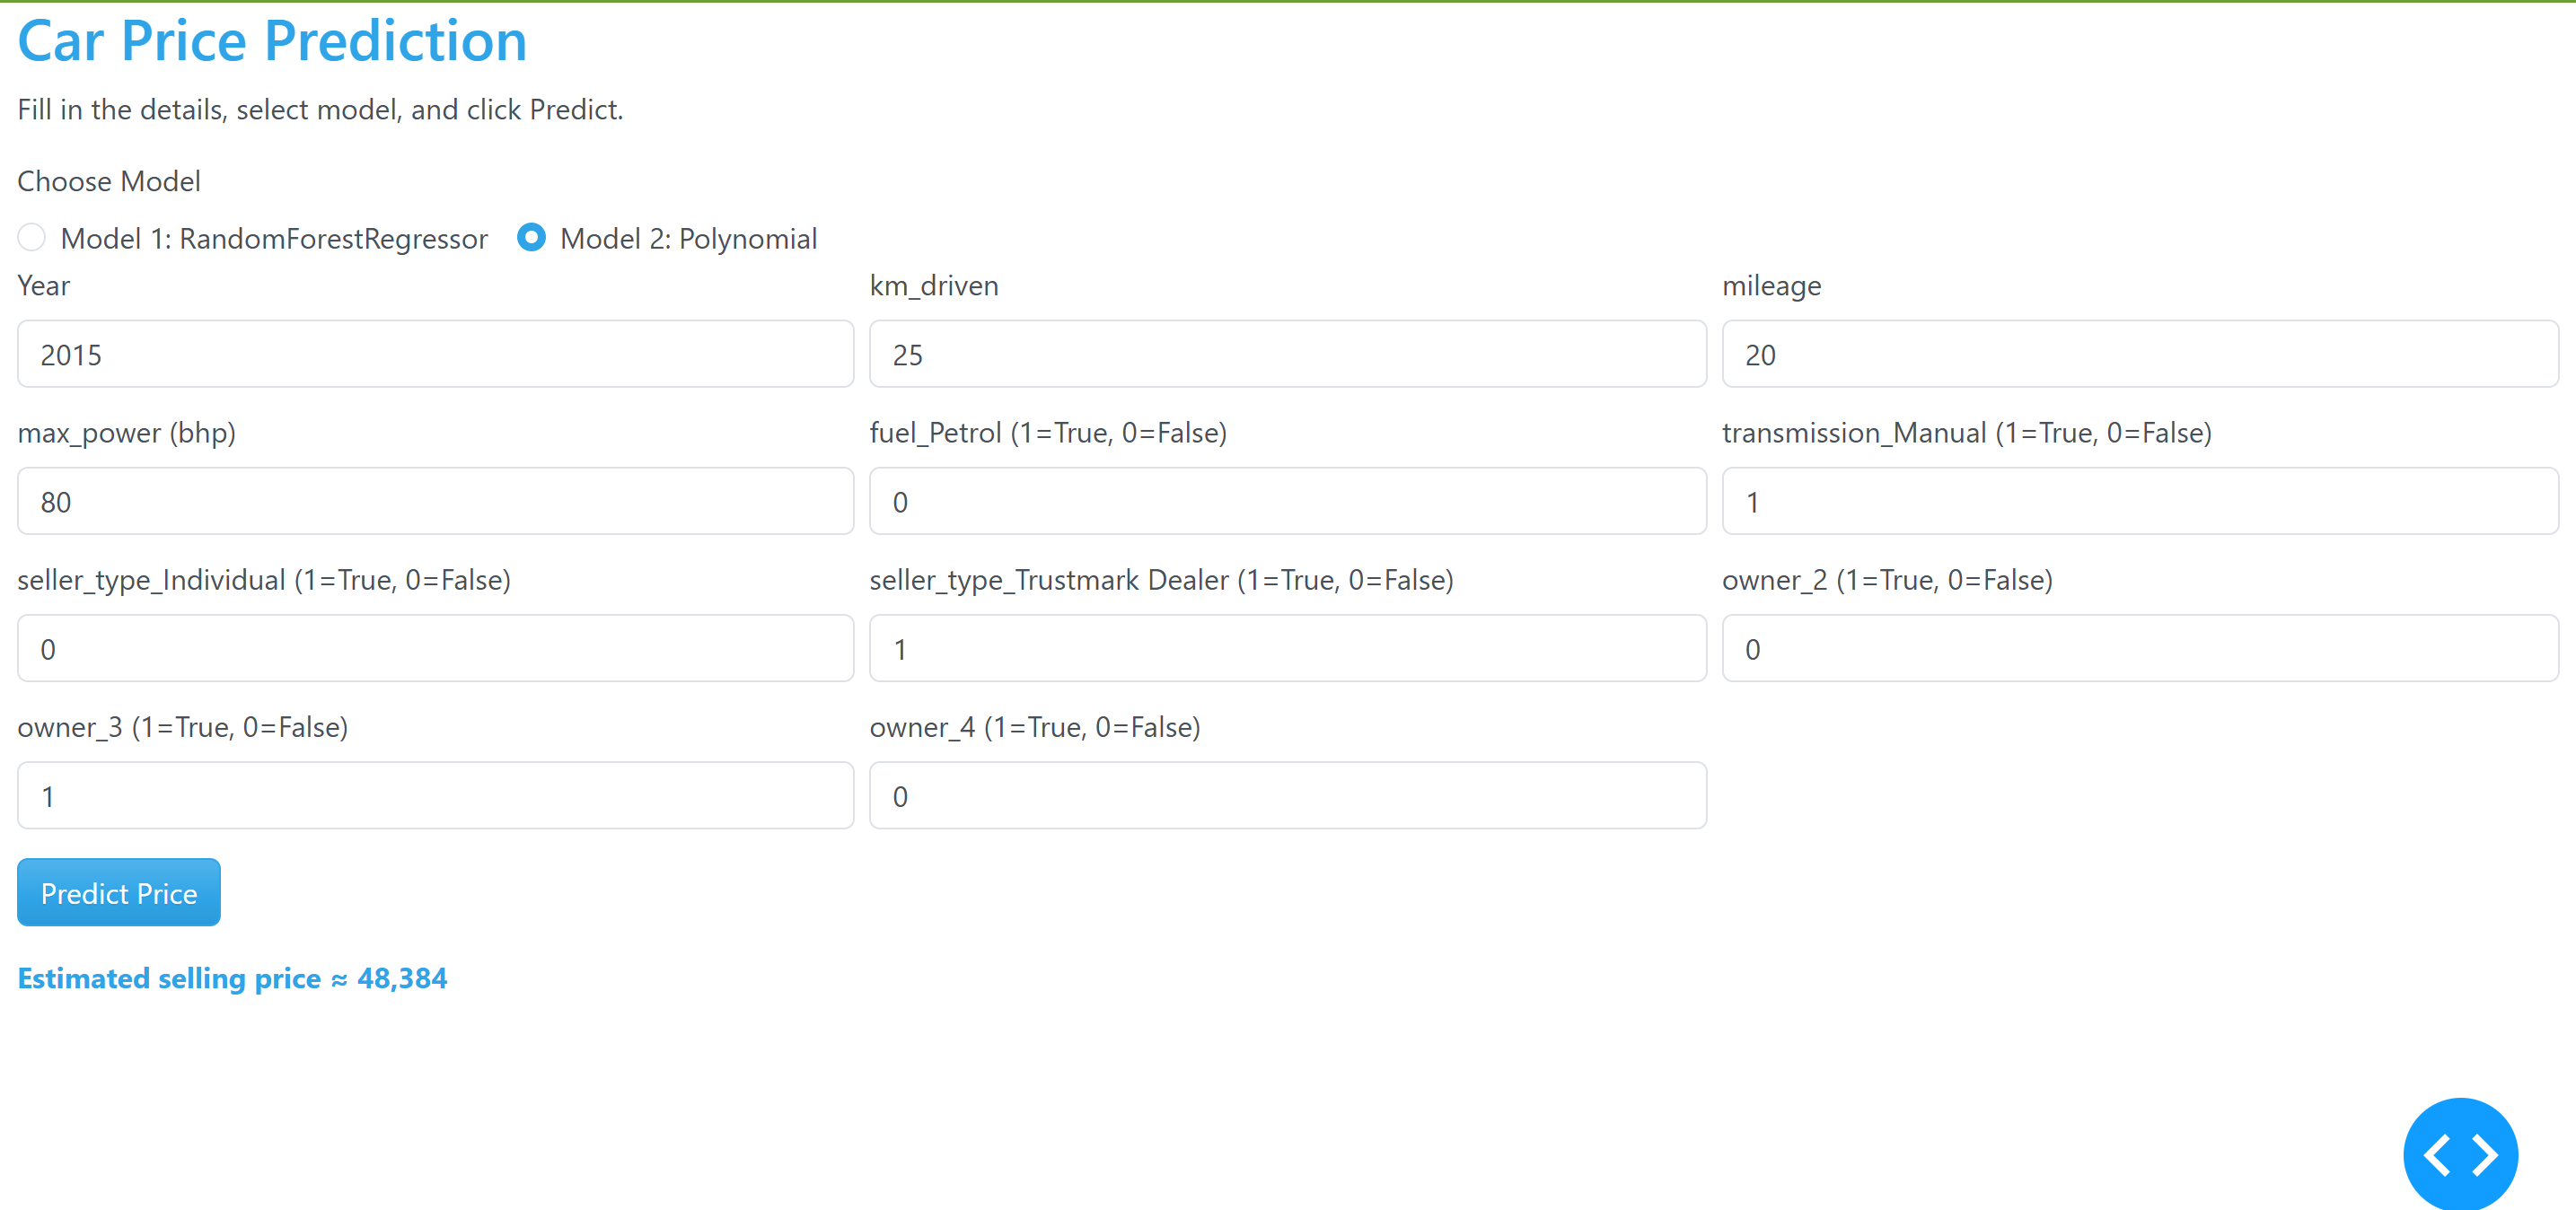 Car Price Prediction
Fill in the details, select model, and click Predict.
Choose Model
Model 1: RandomForestRegressor Model 2: Polynomial
Year km_driven mileage
2015 25 20
max_power (bhp) fuel_Petrol (1=True, 0=False) transmission_Manual (1=True, 0=False)
80 0 1
seller_type_Individual (1=True, 0=False) seller_type_Trustmark Dealer (1=True, 0=False) owner_2 (1=True, 0=False)
0 1 0
owner_3 (1=True, 0=False) owner_4 (1=True, 0=False)
1 0
Predict Price
Estimated selling price ≈ 48,384